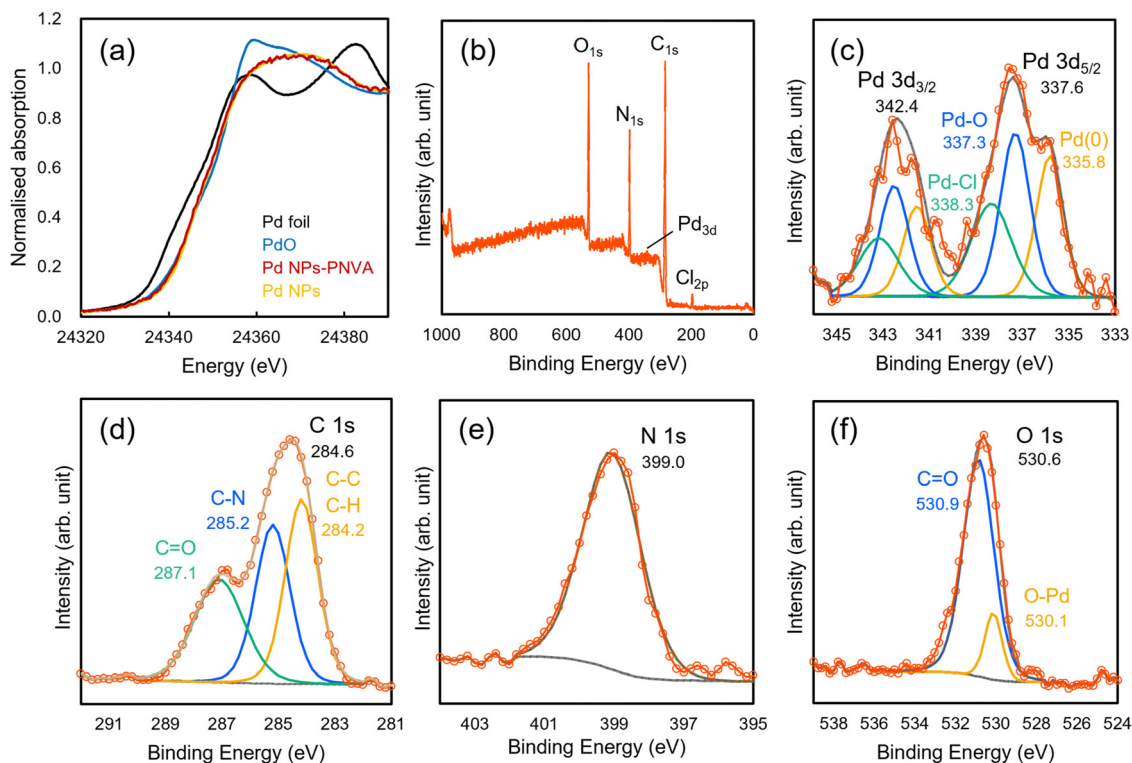 (a)
Normalised absorption
1.2
1.0
0.8
0.6
0.4
0.2
0.0
Pd foil
PdO
Pd NPs-PNVA
Pd NPs
24320 24340 24360 24380
Energy (eV)
(b)
Intensity (arb. unit)
O1s
N1s
C1s
Pd3d
Cl2p
1000 800 600 400 200 0
Binding Energy (eV)
(c)
Intensity (arb. unit)
Pd 3d3/2
342.4
Pd 3d5/2
337.6
Pd-O
337.3
Pd(0)
335.8
Pd-Cl
338.3
345 343 341 339 337 335 333
Binding Energy (eV)
(d)
Intensity (arb. unit)
C 1s
284.6
C-N
285.2
C-C
C-H
284.2
C=O
287.1
291 289 287 285 283 281
Binding Energy (eV)
(e)
Intensity (arb. unit)
N 1s
399.0
403 401 399 397 395
Binding Energy (eV)
(f)
Intensity (arb. unit)
O 1s
530.6
C=O
530.9
O-Pd
530.1
538 536 534 532 530 528 526 524
Binding Energy (eV)